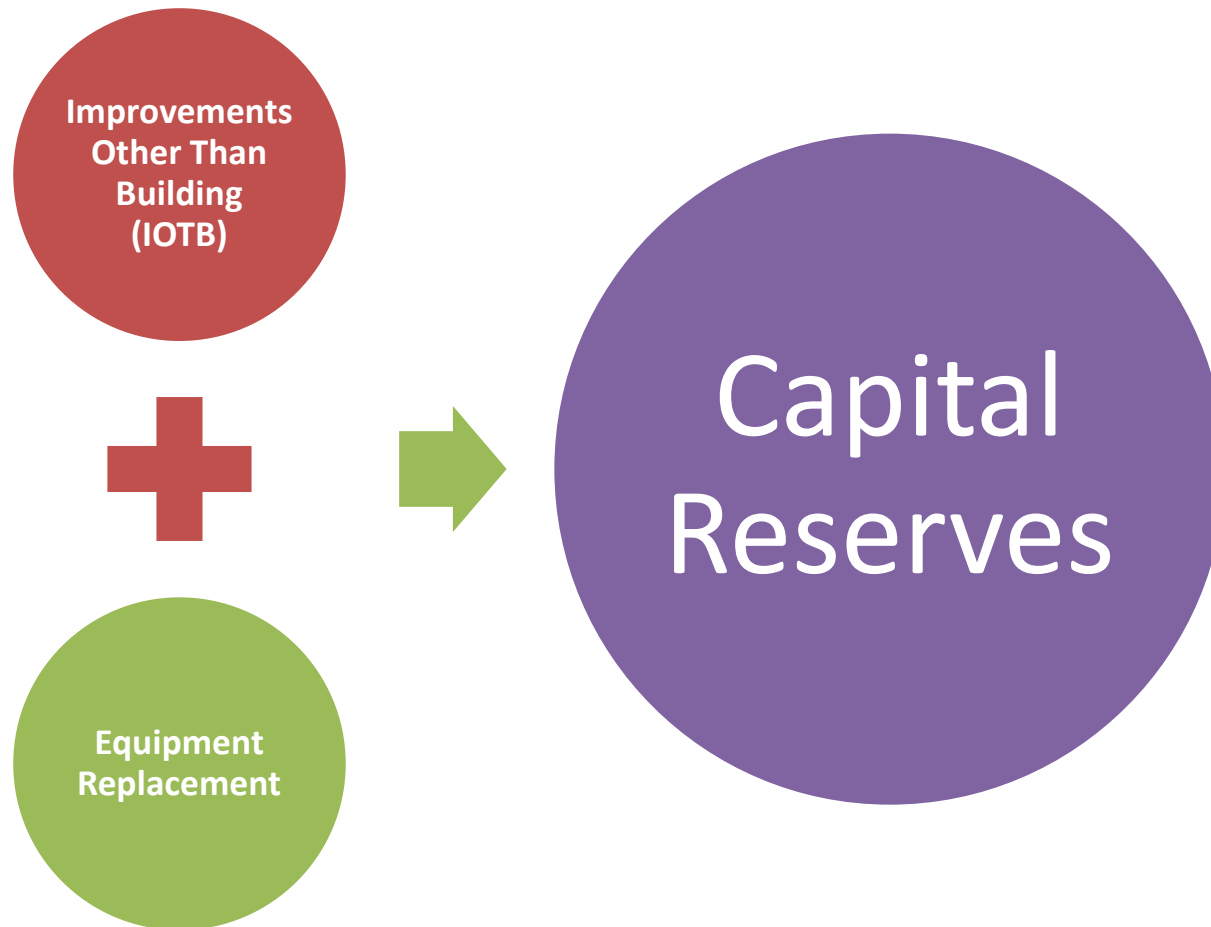 Improvements
Other Than
Building
(IOTB)
Equipment
Replacement
Capital
Reserves